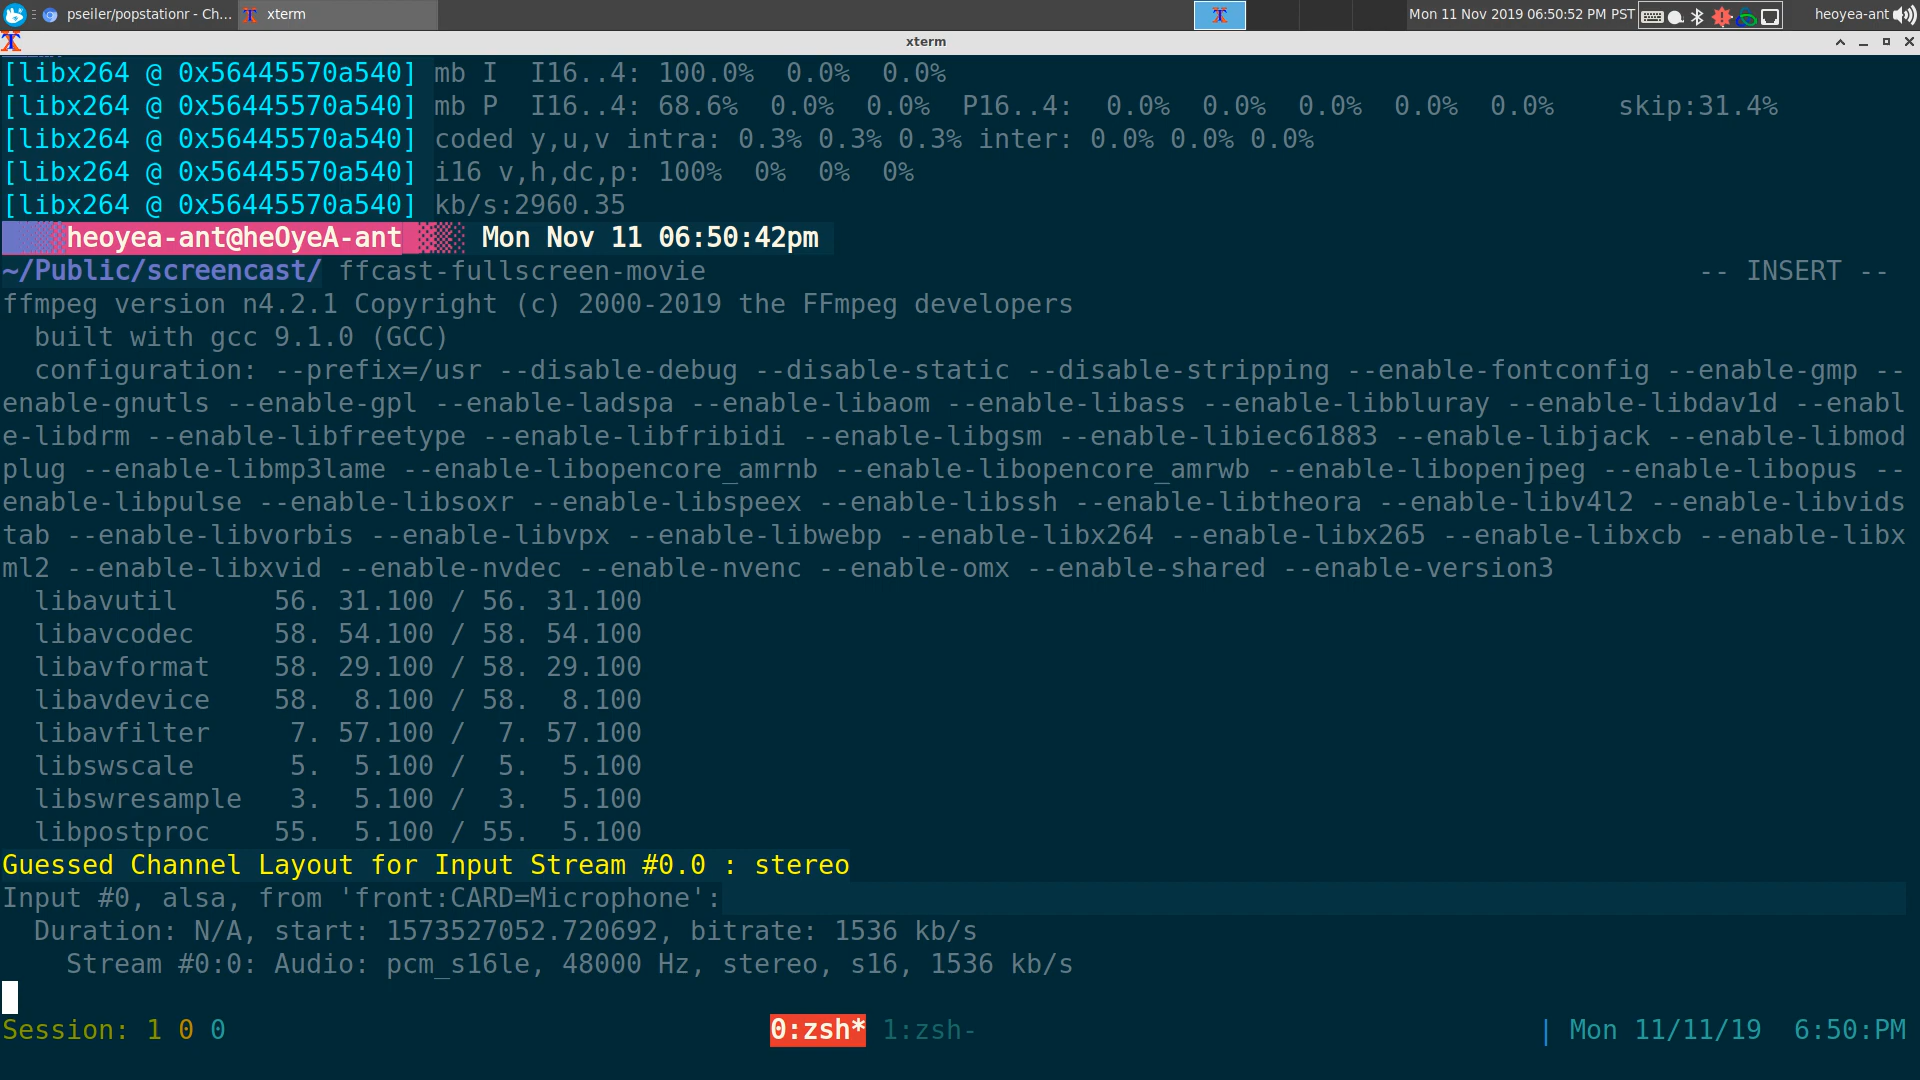 pseiler/popstationr - Ch... xterm Mon 11 Nov 2019 06:50:52 PM PST heoyea-ant
xterm
[libx264 @ 0x56445570a540] mb I  I16..4: 100.0%  0.0%  0.0%
[libx264 @ 0x56445570a540] mb P  I16..4: 68.6%  0.0%  0.0%  P16..4:  0.0%  0.0%  0.0%  0.0%  0.0%    skip:31.4%
[libx264 @ 0x56445570a540] coded y,u,v intra: 0.3% 0.3% 0.3% inter: 0.0% 0.0% 0.0%
[libx264 @ 0x56445570a540] i16 v,h,dc,p: 100%  0%  0%  0%
[libx264 @ 0x56445570a540] kb/s:2960.35
heoyea-ant@heOyeA-ant Mon Nov 11 06:50:42pm
~/Public/screencast/ ffcast-fullscreen-movie -- INSERT --
ffmpeg version n4.2.1 Copyright (c) 2000-2019 the FFmpeg developers
  built with gcc 9.1.0 (GCC)
  configuration: --prefix=/usr --disable-debug --disable-static --disable-stripping --enable-fontconfig --enable-gmp --
enable-gnutls --enable-gpl --enable-ladspa --enable-libaom --enable-libass --enable-libbluray --enable-libdav1d --enabl
e-libdrm --enable-libfreetype --enable-libfribidi --enable-libgsm --enable-libiec61883 --enable-libjack --enable-libmod
plug --enable-libmp3lame --enable-libopencore_amrnb --enable-libopencore_amrwb --enable-libopenjpeg --enable-libopus --
enable-libpulse --enable-libsoxr --enable-libspeex --enable-libssh --enable-libtheora --enable-libv4l2 --enable-libvids
tab --enable-libvorbis --enable-libvpx --enable-libwebp --enable-libx264 --enable-libx265 --enable-libxcb --enable-libx
ml2 --enable-libxvid --enable-nvdec --enable-nvenc --enable-omx --enable-shared --enable-version3
  libavutil      56. 31.100 / 56. 31.100
  libavcodec     58. 54.100 / 58. 54.100
  libavformat    58. 29.100 / 58. 29.100
  libavdevice    58.  8.100 / 58.  8.100
  libavfilter     7. 57.100 /  7. 57.100
  libswscale      5.  5.100 /  5.  5.100
  libswresample   3.  5.100 /  3.  5.100
  libpostproc    55.  5.100 / 55.  5.100
Guessed Channel Layout for Input Stream #0.0 : stereo
Input #0, alsa, from 'front:CARD=Microphone':
  Duration: N/A, start: 1573527052.720692, bitrate: 1536 kb/s
    Stream #0:0: Audio: pcm_s16le, 48000 Hz, stereo, s16, 1536 kb/s
Session: 1 0 0 0:zsh* 1:zsh- | Mon 11/11/19  6:50:PM